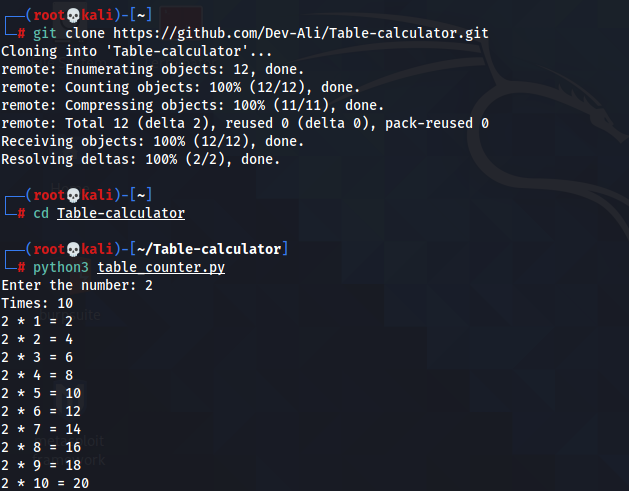 (root💀kali)-[~]
# git clone https://github.com/Dev-Ali/Table-calculator.git
Cloning into 'Table-calculator'...
remote: Enumerating objects: 12, done.
remote: Counting objects: 100% (12/12), done.
remote: Compressing objects: 100% (11/11), done.
remote: Total 12 (delta 2), reused 0 (delta 0), pack-reused 0
Receiving objects: 100% (12/12), done.
Resolving deltas: 100% (2/2), done.
(root💀kali)-[~]
# cd Table-calculator
(root💀kali)-[~/Table-calculator]
# python3 table_counter.py
Enter the number: 2
Times: 10
2 * 1 = 2
2 * 2 = 4
2 * 3 = 6
2 * 4 = 8
2 * 5 = 10
2 * 6 = 12
2 * 7 = 14
2 * 8 = 16
2 * 9 = 18
2 * 10 = 20